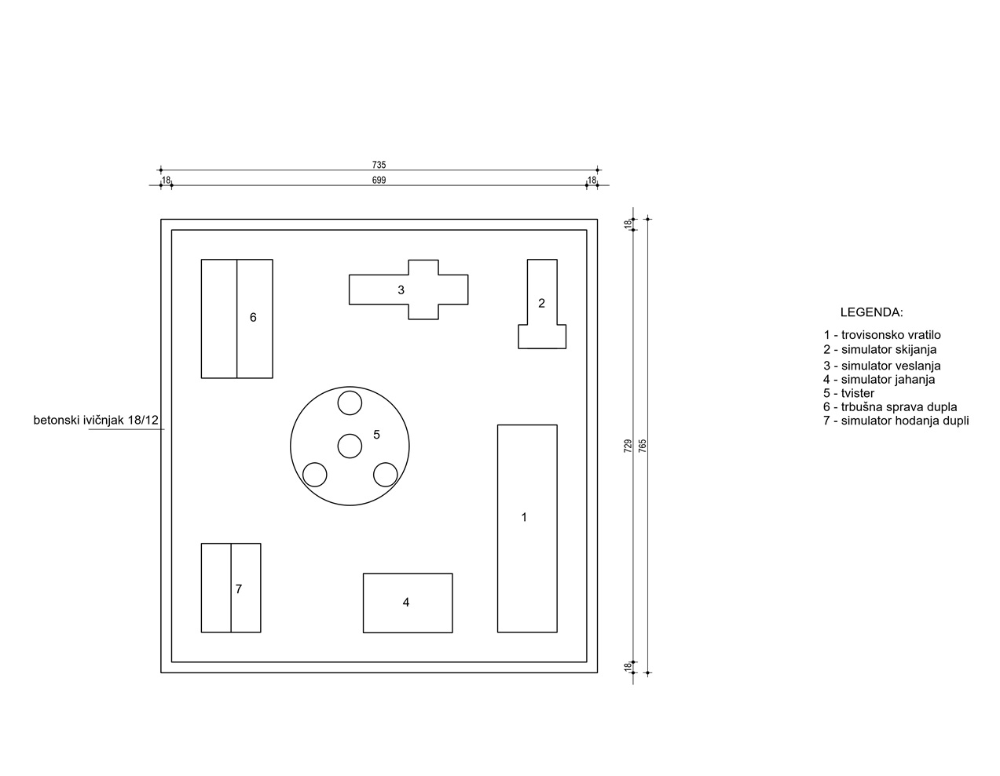 735
18 699 18
18
3
2
6
LEGENDA:
1 - trovisonsko vratilo
2 - simulator skijanja
3 - simulator veslanja
4 - simulator jahanja
5 - tvister
6 - trbušna sprava dupla
7 - simulator hodanja dupli
betonski ivičnjak 18/12
5
729 765
1
7
4
18